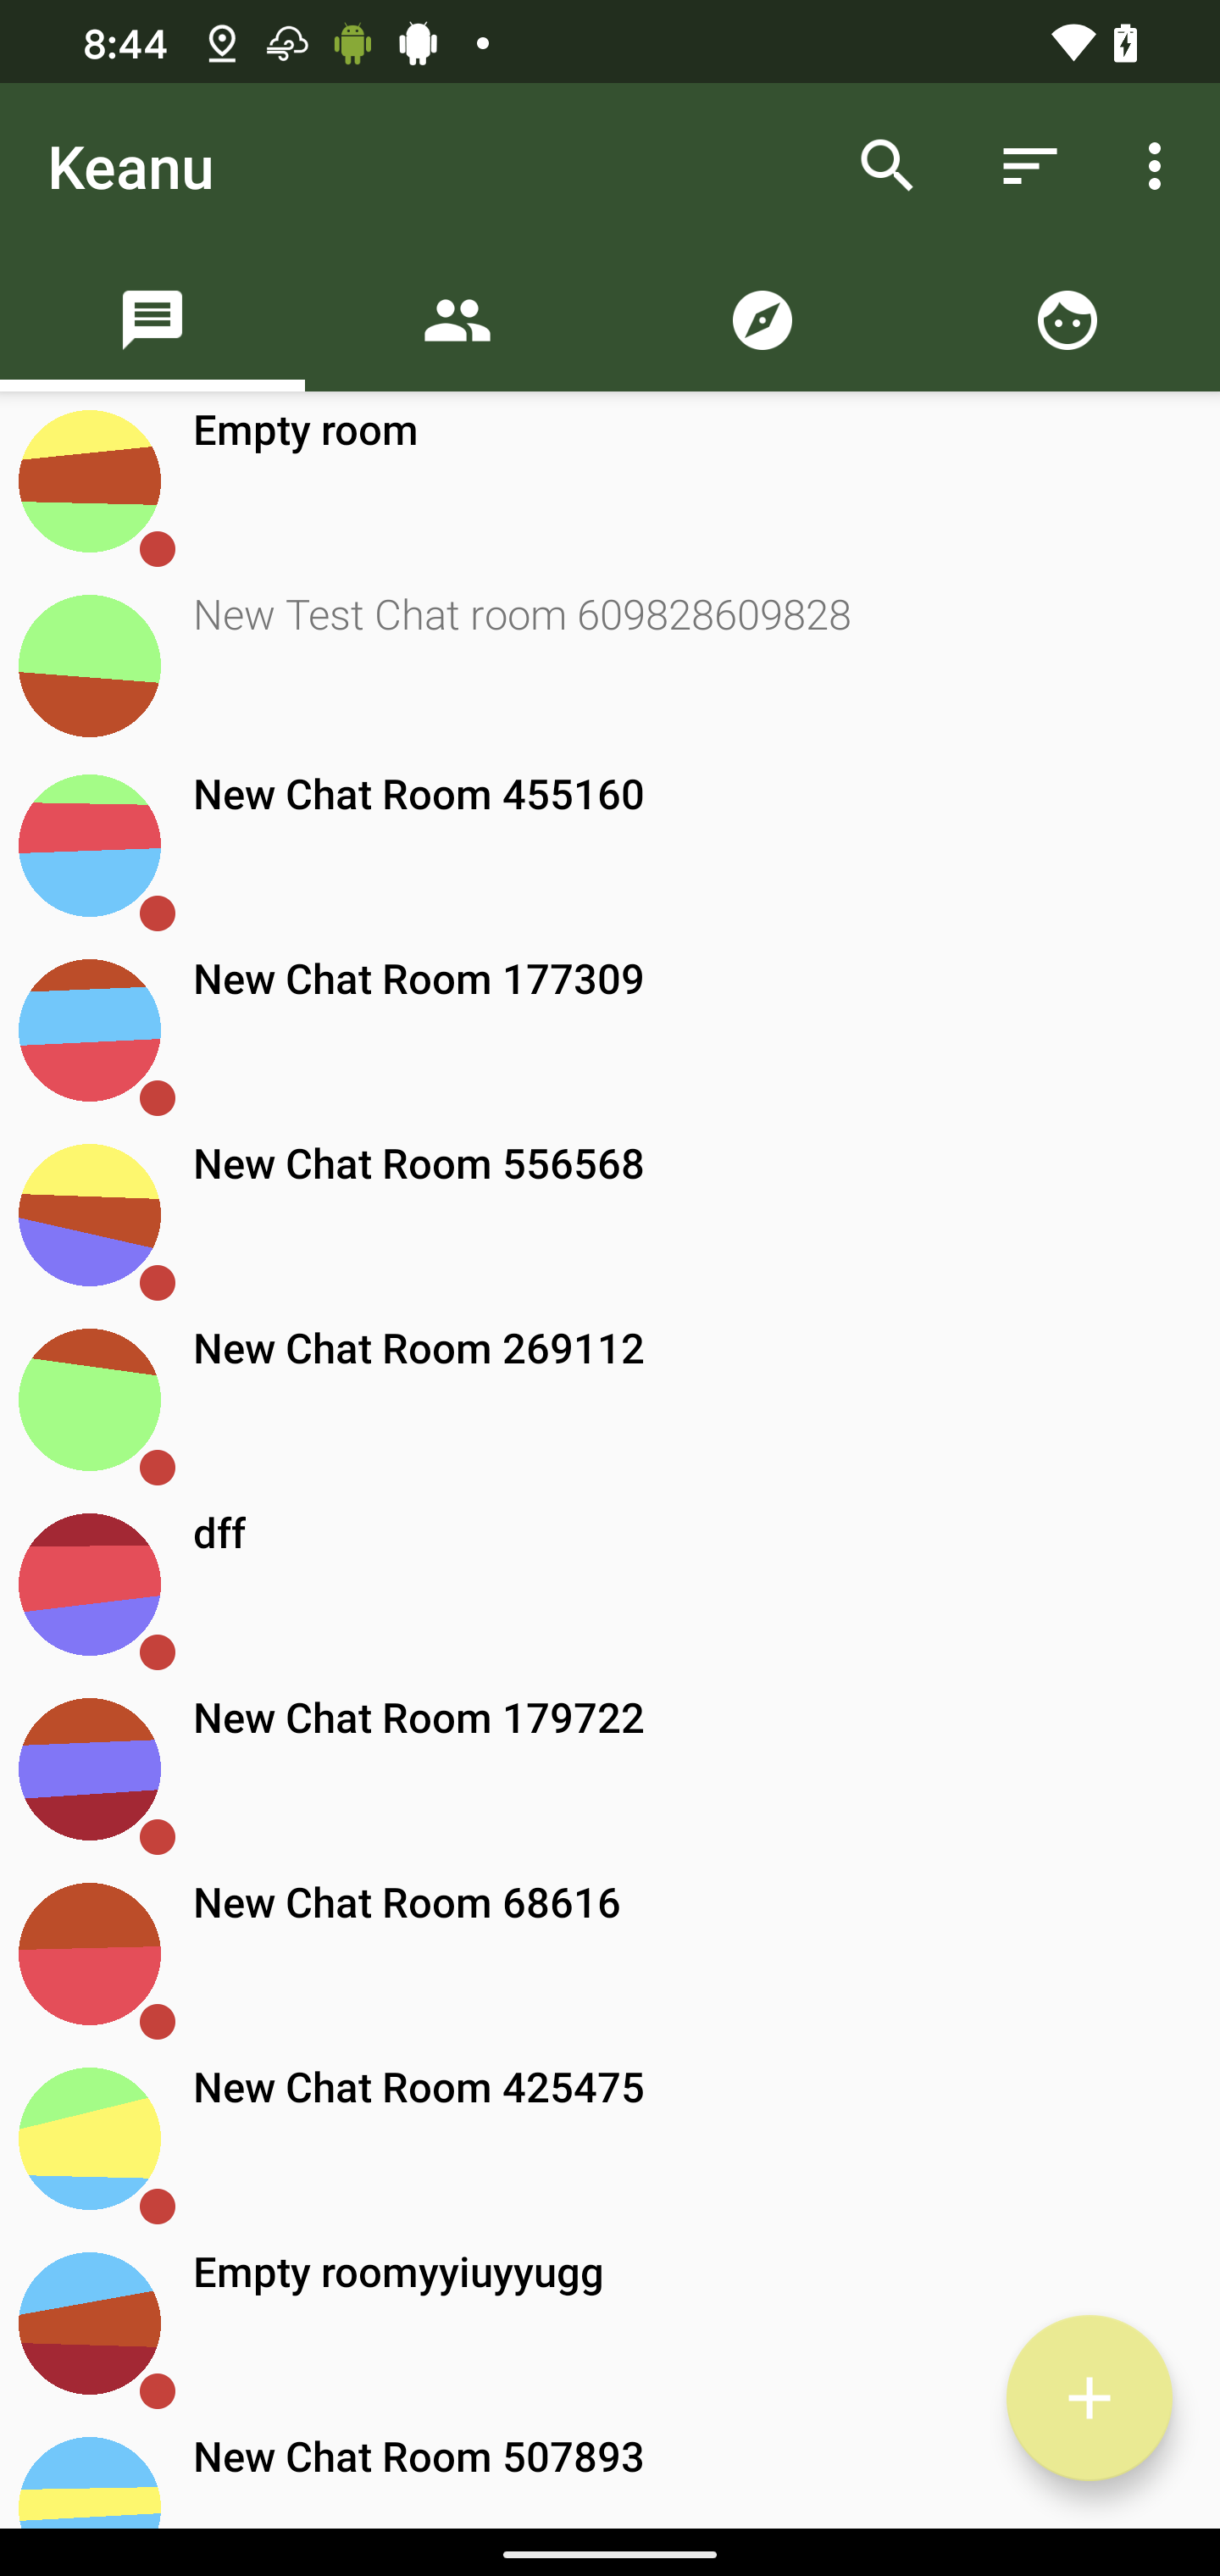 8:44
Keanu
Empty room
New Test Chat room 609828609828
New Chat Room 455160
New Chat Room 177309
New Chat Room 556568
New Chat Room 269112
dff
New Chat Room 179722
New Chat Room 68616
New Chat Room 425475
Empty roomyyiuyyugg
New Chat Room 507893